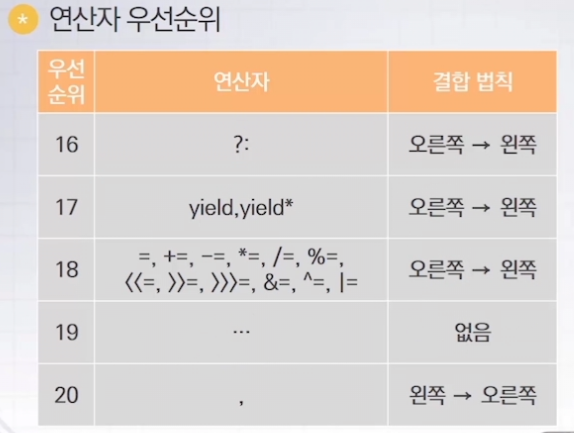 * 연산자 우선순위
우선
순위 연산자 결합 법칙
16 ?: 오른쪽 → 왼쪽
17 yield,yield* 오른쪽 → 왼쪽
18 =, +=, -=, *=, /=, %=,
〈〈=, 〉〉=, 〉〉〉=, &=, ^=, |= 오른쪽 → 왼쪽
19 … 없음
20 , 왼쪽 → 오른쪽